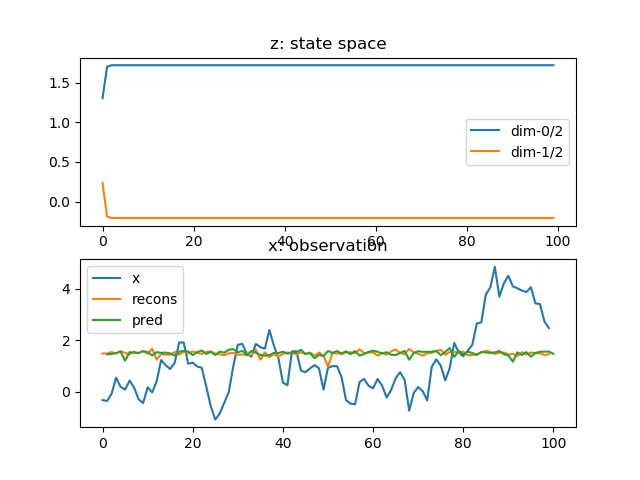 z: state space
1.5
1.0
0.5
0.0
dim-0/2
dim-1/2
0 20 40 60 80 100
x: observation
4
2
0
x
recons
pred
0 20 40 60 80 100